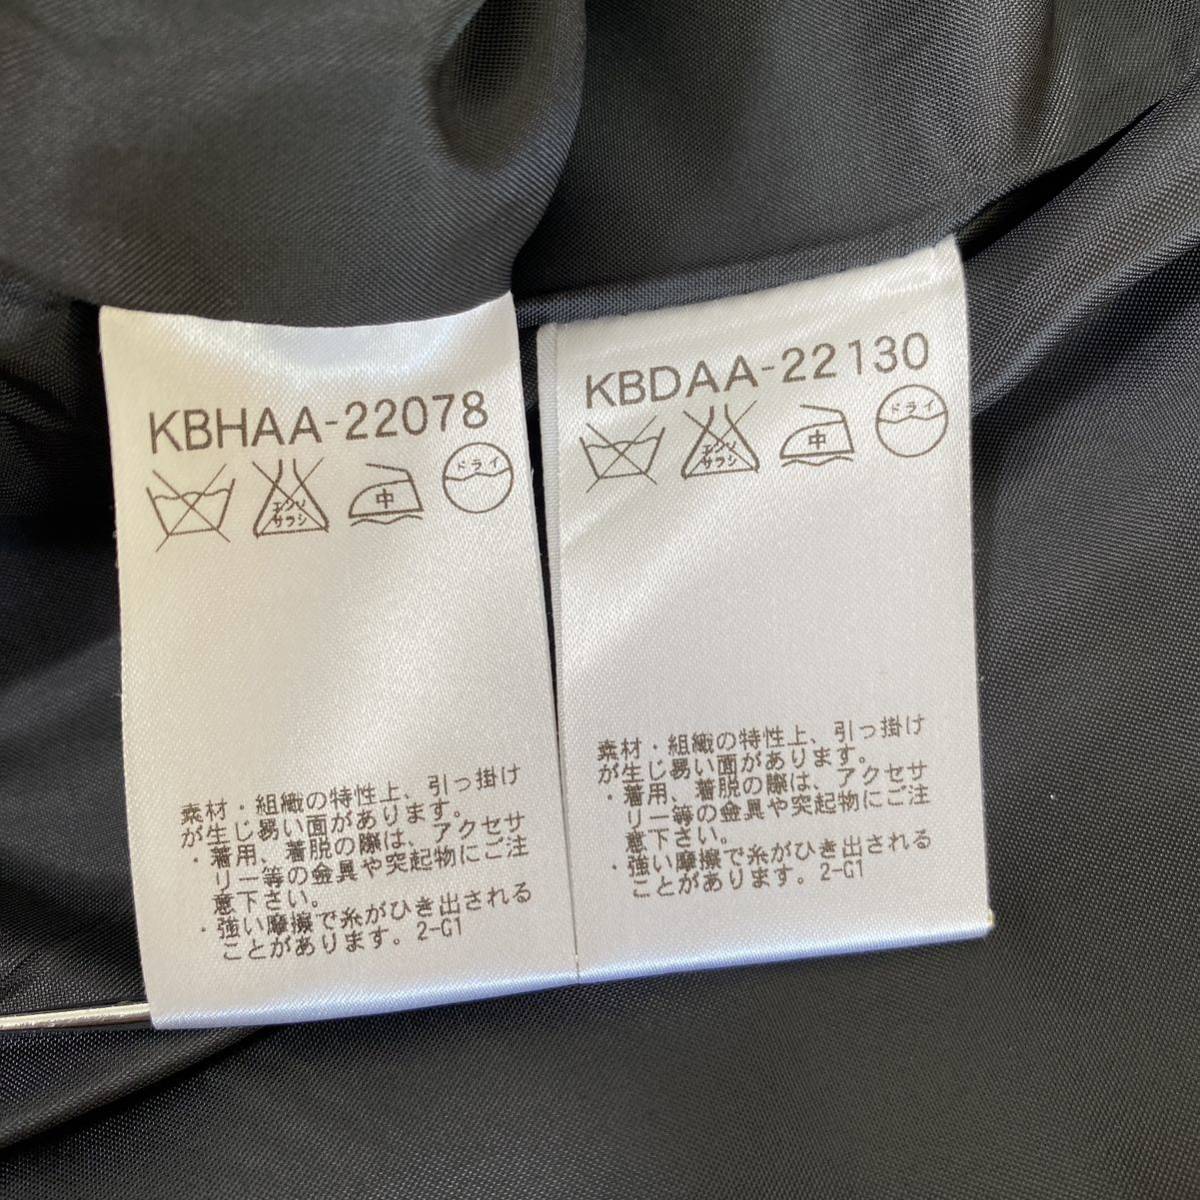 KBHAA-22078
エンソ
サラシ
中
ドライ
素材・組織の特性上、引っ掛け
が生じ易い面があります。
・着用、着脱の際は、アクセサ
リー等の金具や突起物にご注
意下さい。
・強い摩擦で糸がひき出される
ことがあります。2-G1
KBDAA-22130
エンソ
サラシ
中
ドライ
素材・組織の特性上、引っ掛け
が生じ易い面があります。
・着用、着脱の際は、アクセサ
リー等の金具や突起物にご注
意下さい。
・強い摩擦で糸がひき出される
ことがあります。2-G1